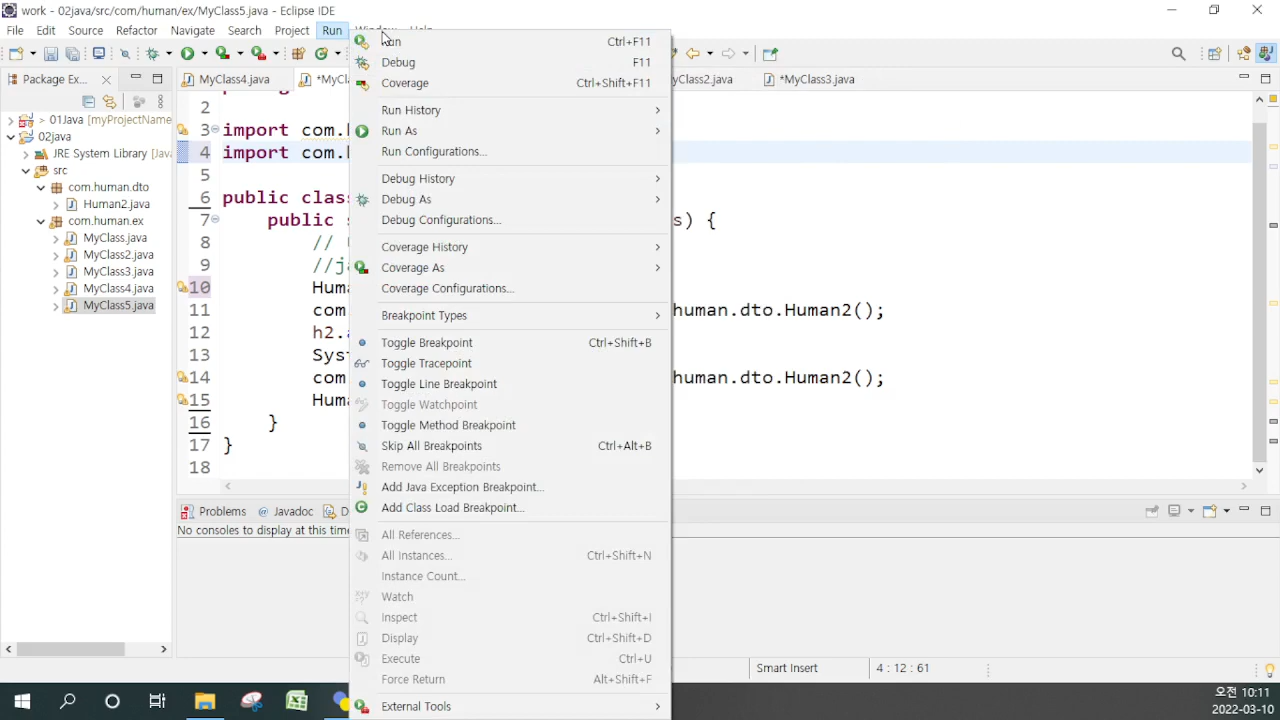 work - 02java/src/com/human/ex/MyClass5.java - Eclipse IDE
File Edit Source Refactor Navigate Search Project Run Window Help
Package Ex...
MyClass4.java
*MyCl
Class2.java
*MyClass3.java
> 01Java [myProjectName
02java
JRE System Library [Jav
src
com.human.dto
Human2.java
com.human.ex
MyClass.java
MyClass2.java
MyClass3.java
MyClass4.java
MyClass5.java
2
3 import com.
4 import com.
5
6 public clas
7 public s s) {
8 //
9 //j
10 Huma
11 com human.dto.Human2();
12 h2.
13 Syst
14 com human.dto.Human2();
15 Huma
16 }
17 }
18
Run Ctrl+F11
Debug F11
Coverage Ctrl+Shift+F11
Run History
Run As
Run Configurations...
Debug History
Debug As
Debug Configurations...
Coverage History
Coverage As
Coverage Configurations...
Breakpoint Types
Toggle Breakpoint Ctrl+Shift+B
Toggle Tracepoint
Toggle Line Breakpoint
Toggle Watchpoint
Toggle Method Breakpoint
Skip All Breakpoints Ctrl+Alt+B
Remove All Breakpoints
Add Java Exception Breakpoint...
Add Class Load Breakpoint...
All References...
All Instances... Ctrl+Shift+N
Instance Count...
Watch
Inspect Ctrl+Shift+I
Display Ctrl+Shift+D
Execute Ctrl+U
Force Return Alt+Shift+F
External Tools
Problems Javadoc D
No consoles to display at this time
Smart Insert 4 : 12 : 61
오전 10:11
2022-03-10